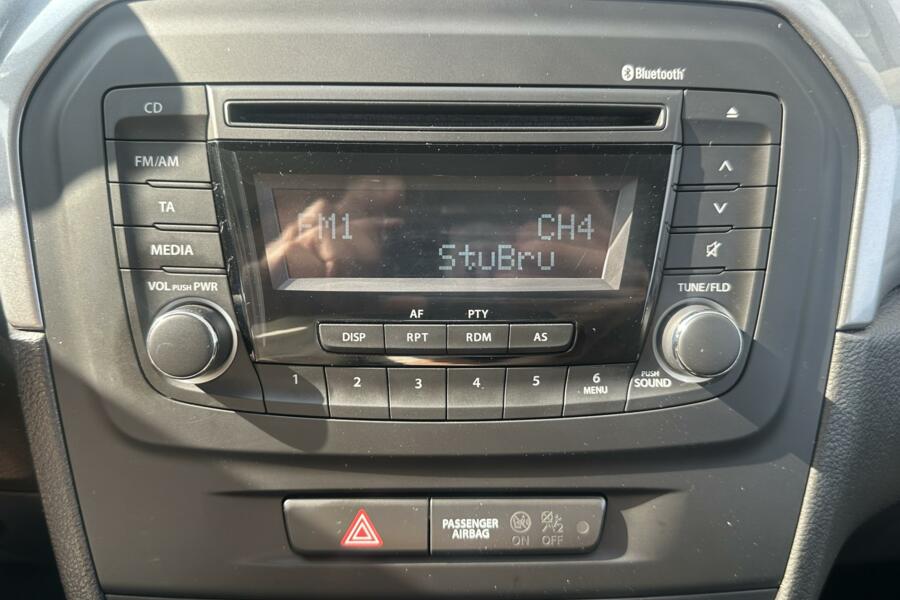 Bluetooth
CD
FM/AM
TA
MEDIA
VOL PUSH PWR
FM1 CH4
StuBru
TUNE/FLD
AF PTY
DISP RPT RDM AS
1 2 3 4 5 6
MENU
PUSH
SOUND
PASSENGER
AIRBAG
ON OFF
2